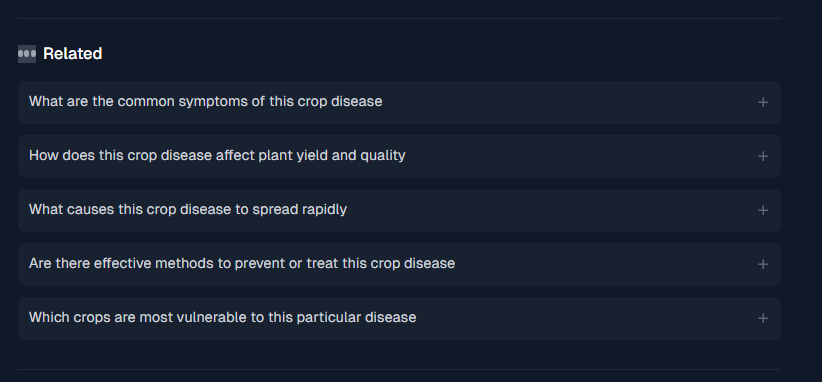 Related
What are the common symptoms of this crop disease
How does this crop disease affect plant yield and quality
What causes this crop disease to spread rapidly
Are there effective methods to prevent or treat this crop disease
Which crops are most vulnerable to this particular disease